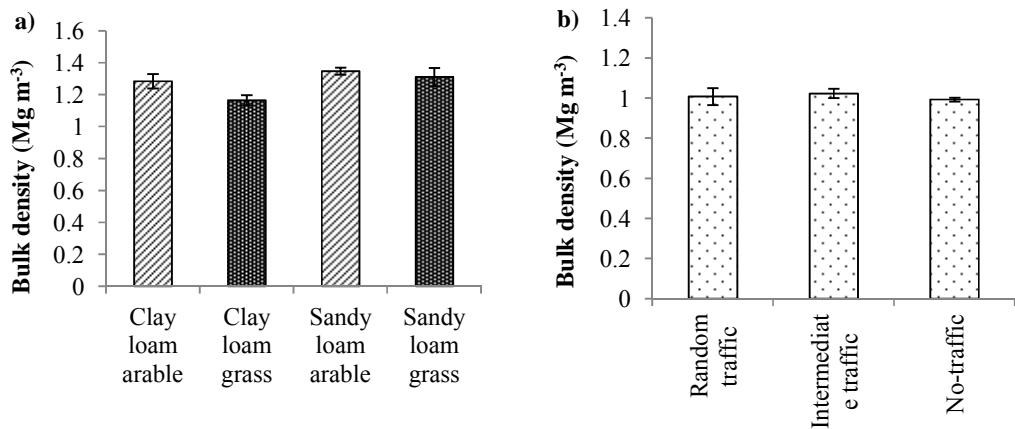 a)
Bulk density (Mg m-3)
1.6
1.4
1.2
1
0.8
0.6
0.4
0.2
0
Clay
loam
arable
Clay
loam
grass
Sandy
loam
arable
Sandy
loam
grass
b)
Bulk density (Mg m-3)
1.4
1.2
1
0.8
0.6
0.4
0.2
0
Random
traffic
Intermediat
e traffic
No-traffic